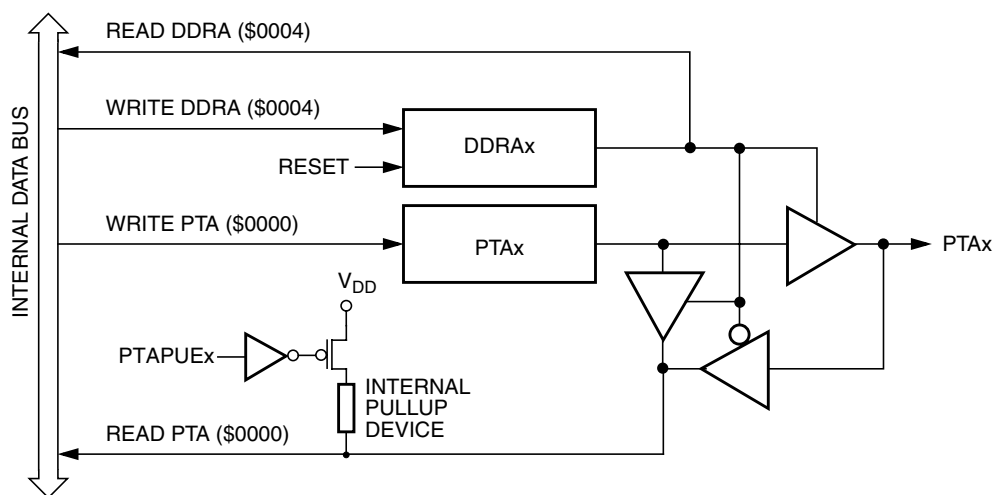 READ DDRA ($0004)
WRITE DDRA ($0004)
DDRAx
RESET
INTERNAL DATA BUS
WRITE PTA ($0000)
PTAx
PTAx
VDD
PTAPUEx
INTERNAL
PULLUP
DEVICE
READ PTA ($0000)